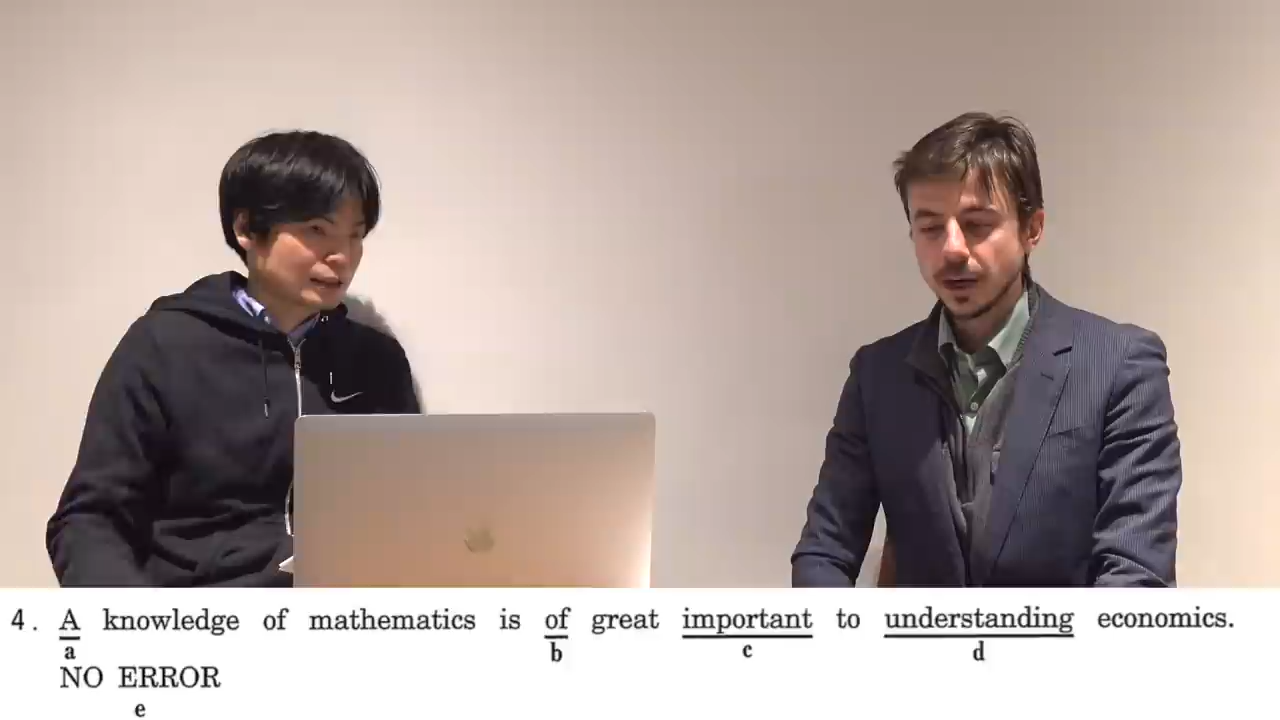 4. A knowledge of mathematics is of great important to understanding economics.
a b c d
NO ERROR
e